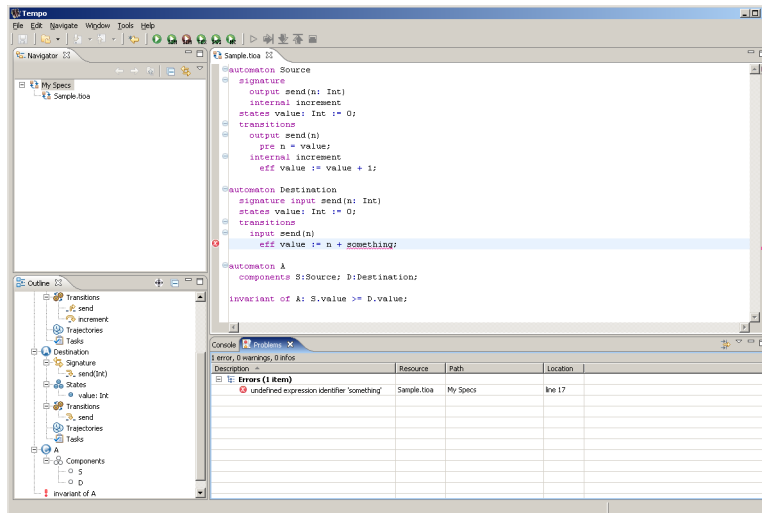 Tempo
File Edit Navigate Window Tools Help
Navigator
My Specs
Sample.tioa
Sample.tioa
automaton Source
signature
output send(n: Int)
internal increment
states value: Int := 0;
transitions
output send(n)
pre n = value;
internal increment
eff value := value + 1;
automaton Destination
signature input send(n: Int)
states value: Int := 0;
transitions
input send(n)
eff value := n + something;
automaton A
components S:Source; D:Destination;
invariant of A: S.value >= D.value;
Outline
Transitions
send
increment
Trajectories
Tasks
Destination
Signature
send(Int)
States
value: Int
Transitions
send
Trajectories
Tasks
A
Components
S
D
invariant of A
Console Problems
1 error, 0 warnings, 0 infos
Description Resource Path Location
Errors (1 item)
undefined expression identifier 'something' Sample.tioa My Specs line 17